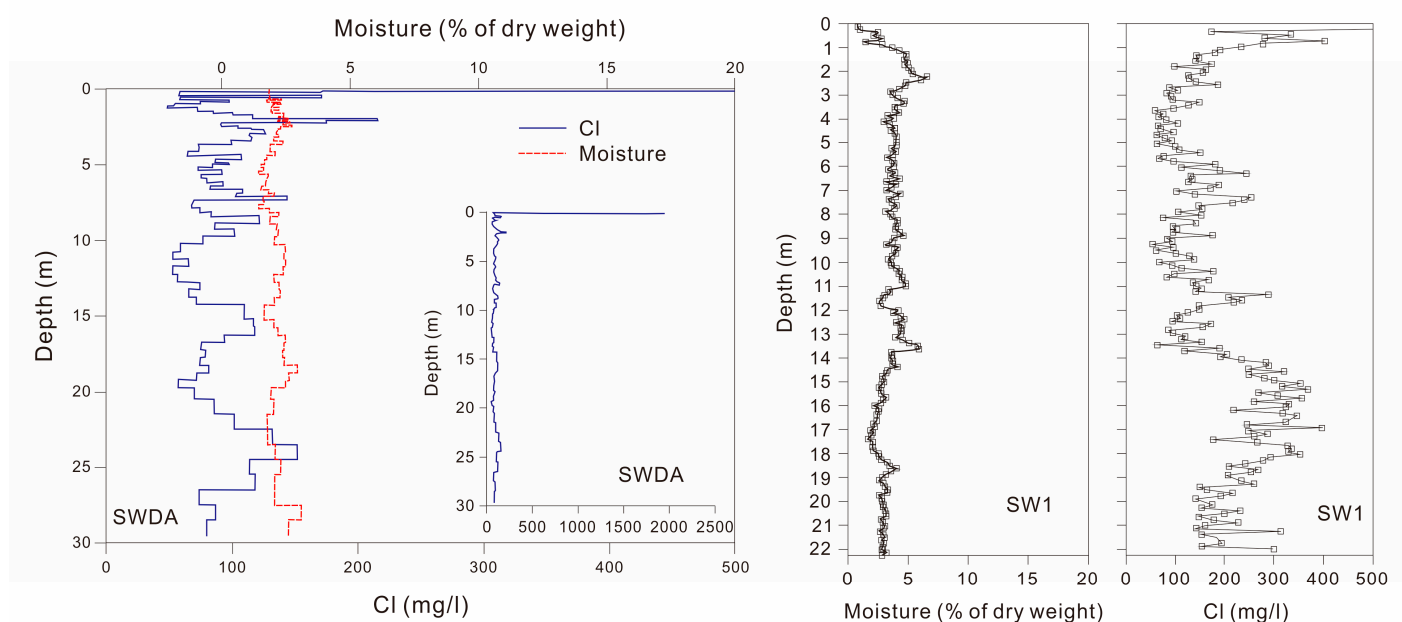 Moisture (% of dry weight)
0 5 10 15 20
0
5
10
15
20
25
30
Depth (m)
Cl
Moisture
SWDA
0 100 200 300 400 500
Cl (mg/l)
0
5
10
15
20
25
30
Depth (m)
SWDA
0 500 1000 1500 2000 2500
0
1
2
3
4
5
6
7
8
9
10
11
12
13
14
15
16
17
18
19
20
21
22
Depth (m)
SW1
0 5 10 15 20
Moisture (% of dry weight)
SW1
0 100 200 300 400 500
Cl (mg/l)